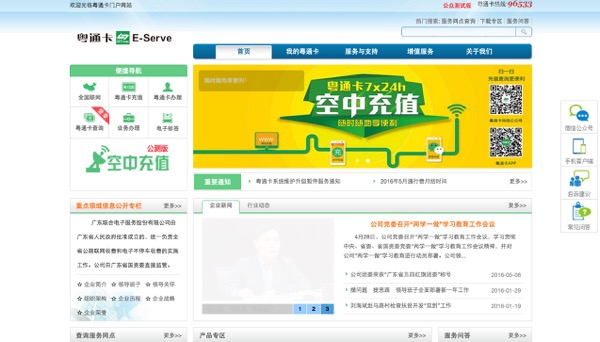 欢迎光临粤通卡门户网站
公众测试版
粤通卡热线 96533
热门搜索: 服务网点查询 | 下载专区 | 服务问答
粤通卡 E-Serve
首页 我的粤通卡 服务与支持 增值服务 关于我们
便捷导航
全国联网 粤通卡充值 粤通卡办理
粤通卡查询 业务办理 电子标签
公测版
空中充值
粤通卡7x24h
空中充值
随时随地更便利
WWW
充
扫一扫
充值查询更便利
粤通卡APP
重要通知
粤通卡系统维护升级暂停服务通知
2016年5月通行费月结时间
更多>>
微信公众号
手机客户端
投诉建议
常见问答
重点领域信息公开专栏
广东联合电子服务股份有限公司由
广东省人民政府批准成立的、统一负责全
省公路联网收费和电子不停车收费的实施
工作。公司由广东省国资委直接监管。
☆ 企业简介 ☆ 领导班子 ☆ 领导关怀
☆ 组织架构 ☆ 企业历程 ☆ 企业战略
☆ 企业荣誉
企业新闻 行业动态
更多>>
1 2 3
公司党委召开“两学一做”学习教育工作会议
4月28日，公司党委召开“两学一做”学习教育工作会议，学习贯彻
中央、省委、省国资委党委“两学一做”学习教育工作会议精神，并对
公司“两学一做”学习教育进行动员部署。公司领...
公司团委荣获“广东省五四红旗团委”称号 2016-05-06
摆问题 拢思路 领导班子全面部署新一年工作 2016-01-29
刘海斌赴乌鹿村检查扶贫开发“双到”工作 2016-01-19
查询服务网点 更多>>
产品专区 更多>>
服务问答 更多>>